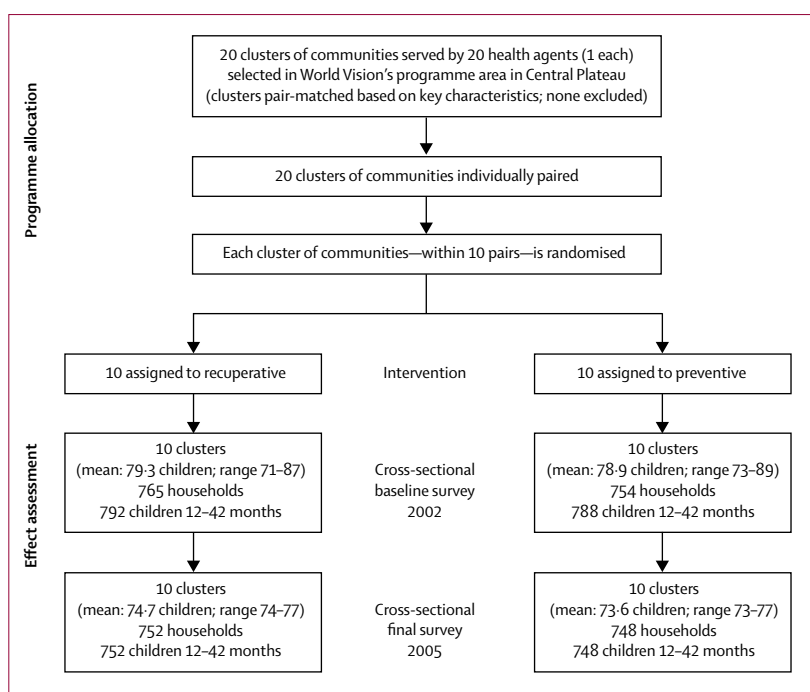 Programme allocation
20 clusters of communities served by 20 health agents (1 each)
selected in World Vision's programme area in Central Plateau
(clusters pair-matched based on key characteristics; none excluded)
20 clusters of communities individually paired
Each cluster of communities—within 10 pairs—is randomised
Effect assessment
10 assigned to recuperative
Intervention
10 assigned to preventive
10 clusters
(mean: 79·3 children; range 71–87)
765 households
792 children 12–42 months
Cross-sectional
baseline survey
2002
10 clusters
(mean: 78·9 children; range 73–89)
754 households
788 children 12–42 months
10 clusters
(mean: 74·7 children; range 74–77)
752 households
752 children 12–42 months
Cross-sectional
final survey
2005
10 clusters
(mean: 73·6 children; range 73–77)
748 households
748 children 12–42 months